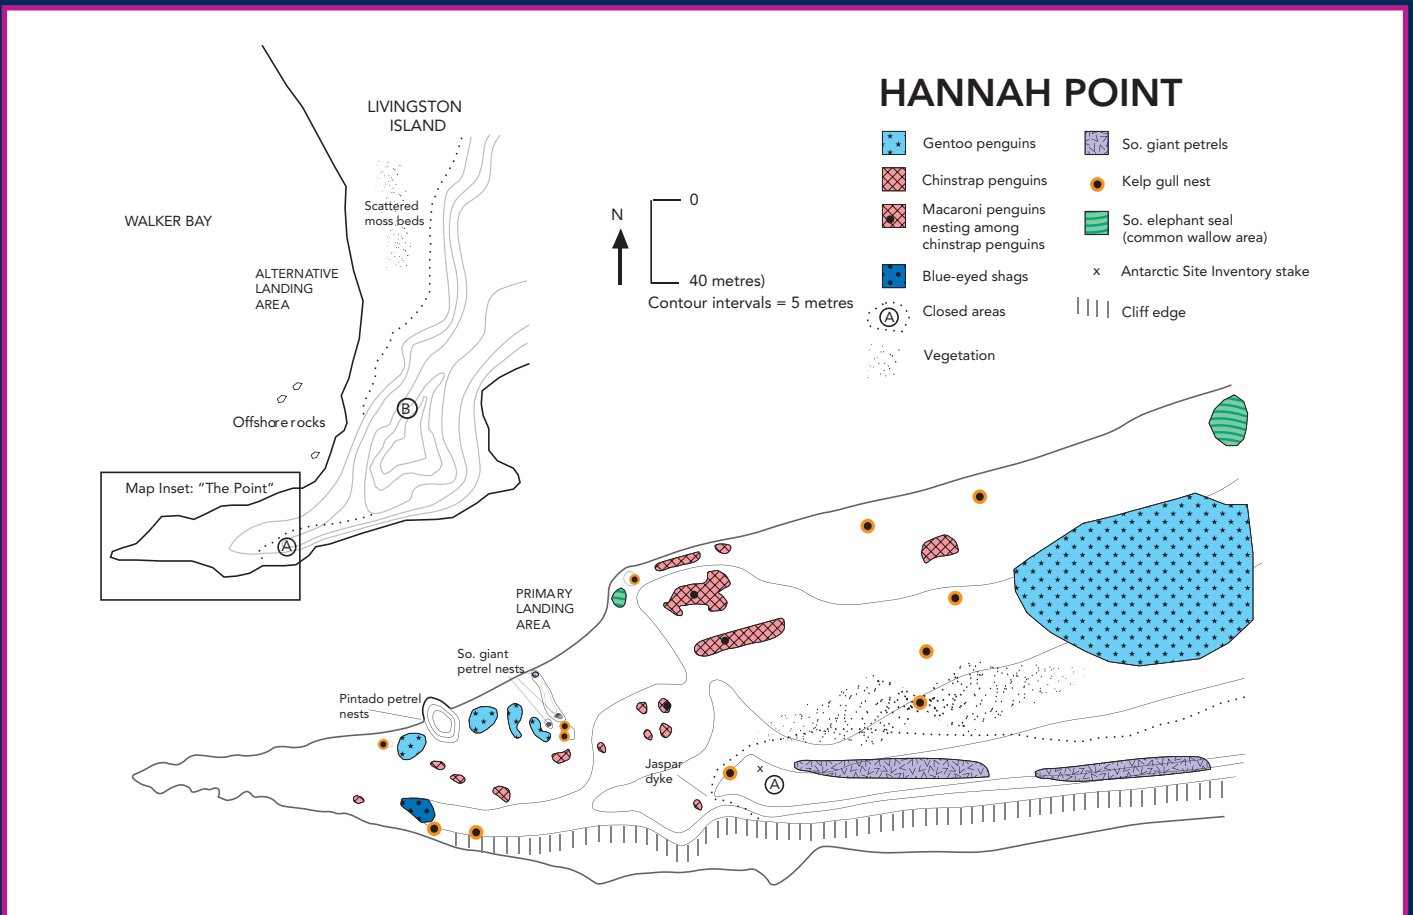 HANNAH POINT
LIVINGSTON
ISLAND
Scattered
moss beds
WALKER BAY
ALTERNATIVE
LANDING
AREA
B
Offshore rocks
Map Inset: “The Point”
A
N
0
40 metres)
Contour intervals = 5 metres
Gentoo penguins
Chinstrap penguins
Macaroni penguins
nesting among
chinstrap penguins
Blue-eyed shags
A
Closed areas
Vegetation
So. giant petrels
Kelp gull nest
So. elephant seal
(common wallow area)
x
Antarctic Site Inventory stake
Cliff edge
PRIMARY
LANDING
AREA
So. giant
petrel nests
Pintado petrel
nests
Jaspar
dyke
x
A